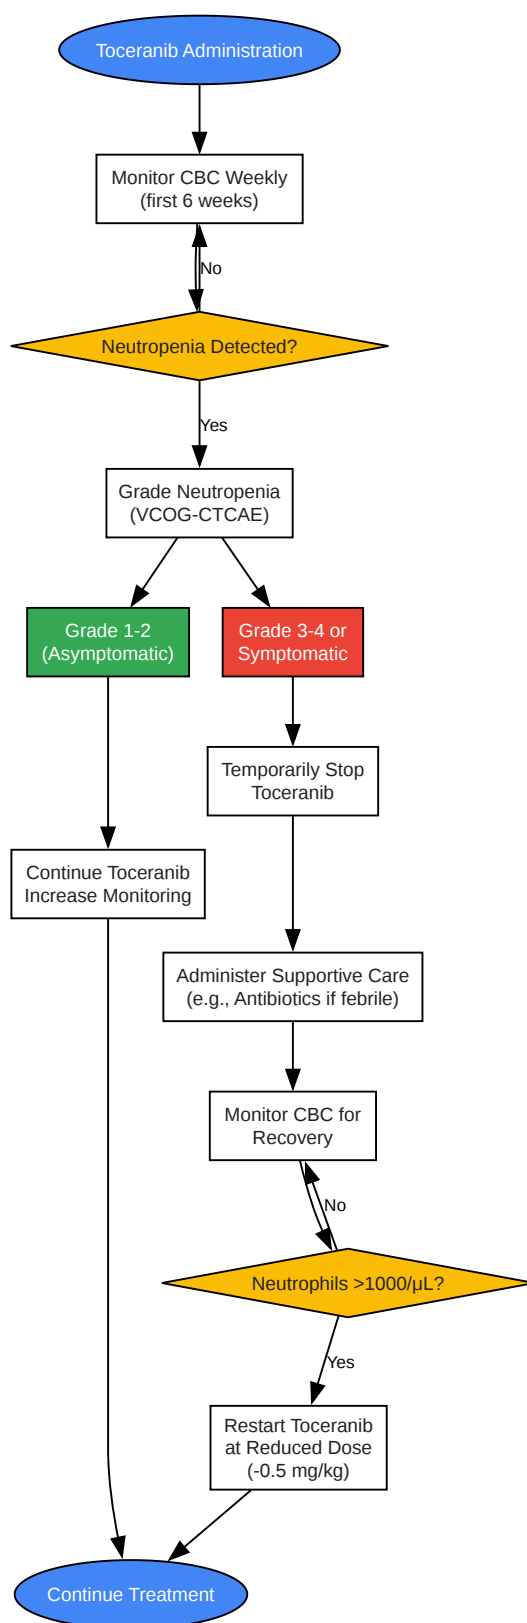 Toceranib Administration
Monitor CBC Weekly
(first 6 weeks)
No
Neutropenia Detected?
Yes
Grade Neutropenia
(VCOG-CTCAE)
Grade 1-2
(Asymptomatic)
Grade 3-4 or
Symptomatic
Temporarily Stop
Toceranib
Continue Toceranib
Increase Monitoring
Administer Supportive Care
(e.g., Antibiotics if febrile)
Monitor CBC for
Recovery
No
Neutrophils >1000/μL?
Yes
Restart Toceranib
at Reduced Dose
(-0.5 mg/kg)
Continue Treatment